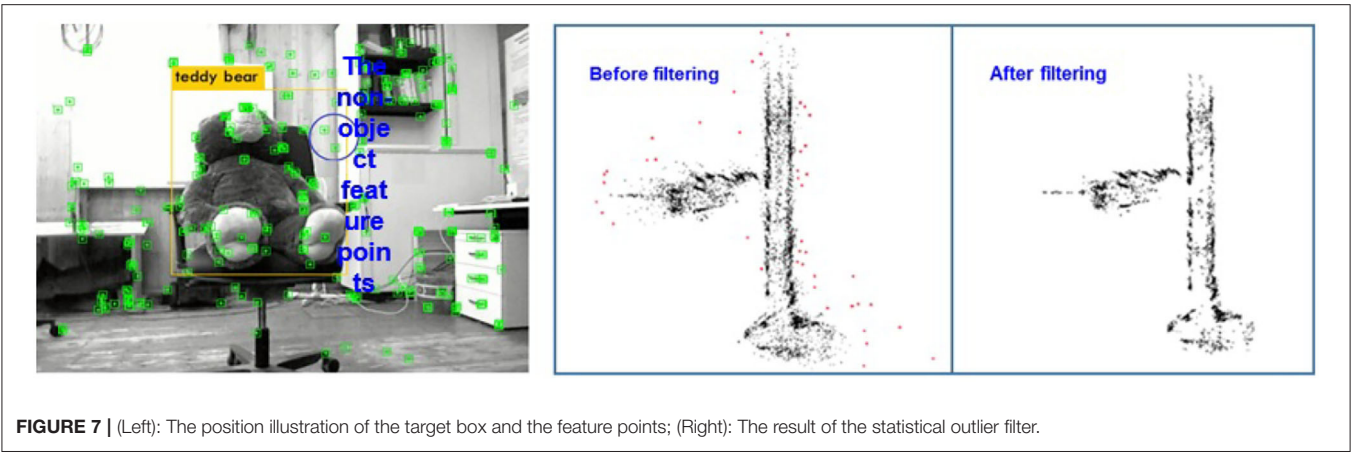 teddy bear
The
non-
obje
ct
feat
ure
poin
ts
Before filtering
After filtering
FIGURE 7 | (Left): The position illustration of the target box and the feature points; (Right): The result of the statistical outlier filter.